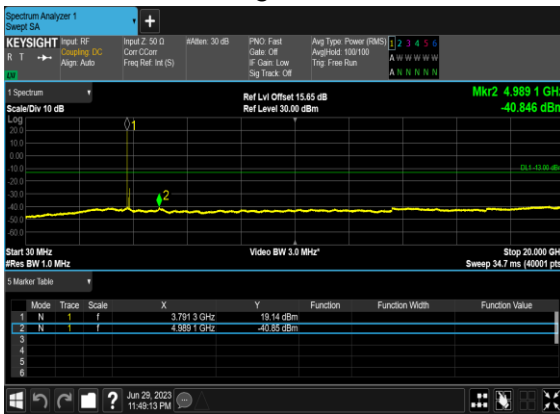 Spectrum Analyzer 1
Swept SA
KEYSIGHT Input: RF Input Z: 50 Ω #Atten: 30 dB PNO: Fast Avg Type: Power (RMS) 1 2 3 4 5 6
R T Coupling: DC Corr CCorr Gate: Off Avg|Hold: 100/100 A W W W W W
Align: Auto Freq Ref: Int (S) IF Gain: Low Trig: Free Run
LXI Sig Track: Off A N N N N N
1 Spectrum Ref Lvl Offset 15.65 dB Mkr2 4.989 1 GHz
Scale/Div 10 dB Ref Level 30.00 dBm -40.846 dBm
Log
20.0 1
10.0
0.00
-10.0 DL1 -13.00 dBm
-20.0
-30.0 2
-40.0
-50.0
-60.0
Start 30 MHz Video BW 3.0 MHz* Stop 20.000 GHz
#Res BW 1.0 MHz Sweep 34.7 ms (40001 pts)
5 Marker Table
Mode Trace Scale X Y Function Function Width Function Value
1 N 1 f 3.791 3 GHz 19.14 dBm
2 N 1 f 4.989 1 GHz -40.85 dBm
3
4
5
6
? Jun 29, 2023
11:49:13 PM